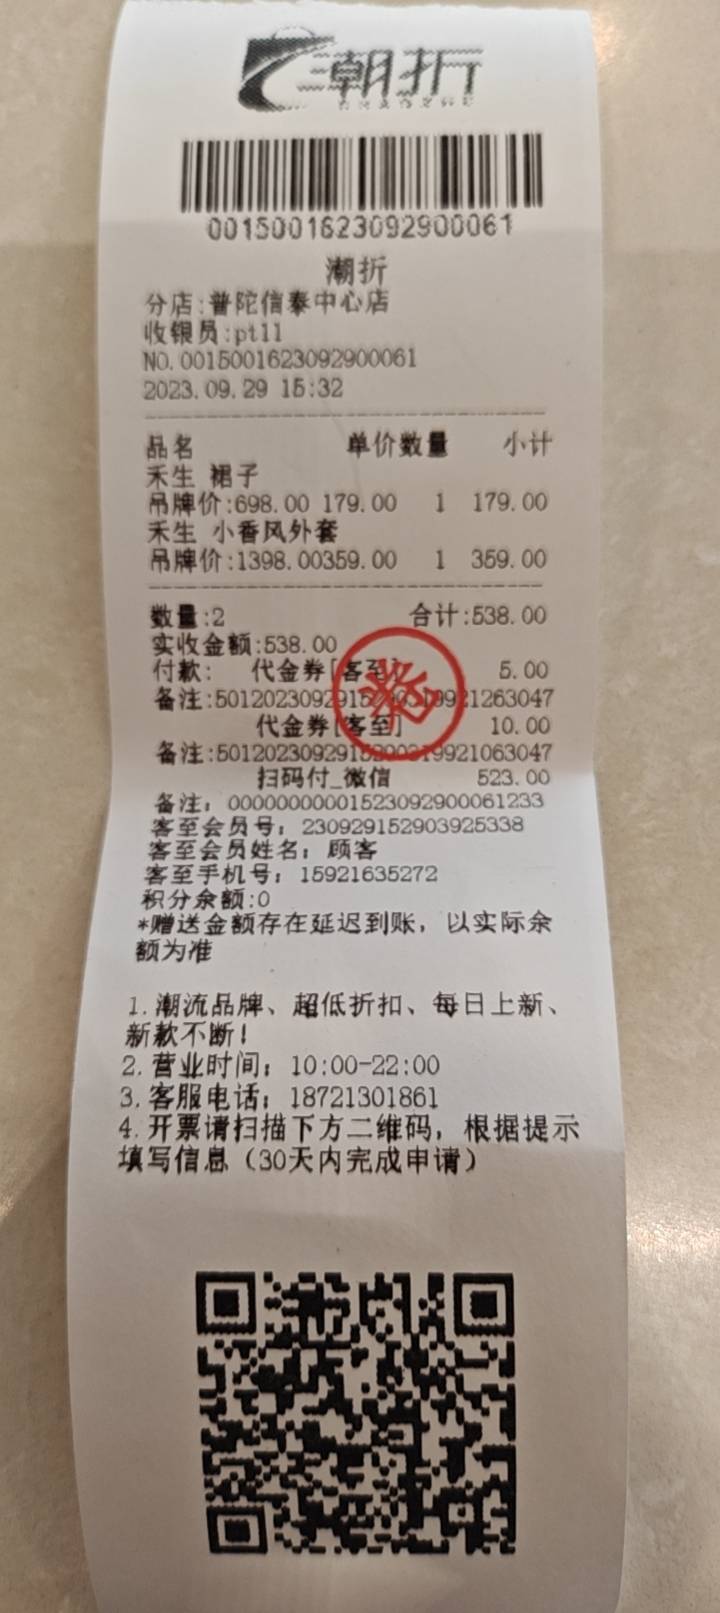 潮折
0015001623092900061
潮折
分店:普陀信泰中心店
收银员:pt11
NO.0015001623092900061
2023.09.29 15:32
品名 单价数量 小计
禾生 裙子
吊牌价:698.00 179.00 1 179.00
禾生 小香风外套
吊牌价:1398.00359.00 1 359.00
数量:2 合计:538.00
实收金额:538.00
付款: 代金券[客至] 5.00
备注:
代金券[客至] 10.00
备注:
扫码付_微信 523.00
备注: 000000000001523092900061233
客至会员号: 230929152903925338
客至会员姓名: 顾客
客至手机号: 15921635272
积分余额:0
*赠送金额存在延迟到账, 以实际余
额为准
1.潮流品牌、超低折扣、每日上新、
新款不断!
2.营业时间: 10:00-22:00
3.客服电话: 18721301861
4.开票请扫描下方二维码, 根据提示
填写信息(30天内完成申请)